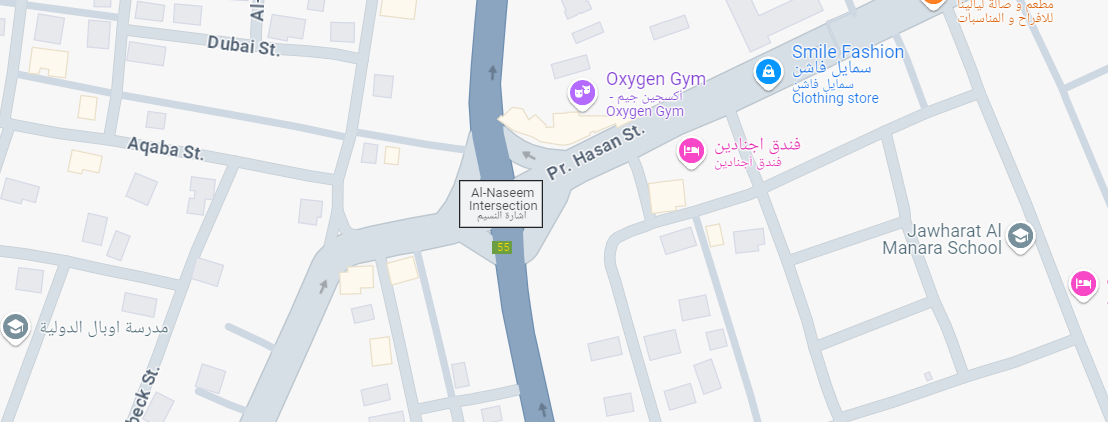 مطعم و صالة ليالينا
للافراح و المناسبات
Dubai St.
Smile Fashion
سمايل فاشن
سمايل فاشن
Clothing store
Oxygen Gym
أكسجين جيم -
Oxygen Gym
Pr. Hasan St.
Aqaba St.
فندق اجنادين
فندق أجنادين
Al-Naseem
Intersection
اشارة النسيم
55
Jawharat Al
Manara School
مدرسة اوبال الدولية
beck St.
Al-